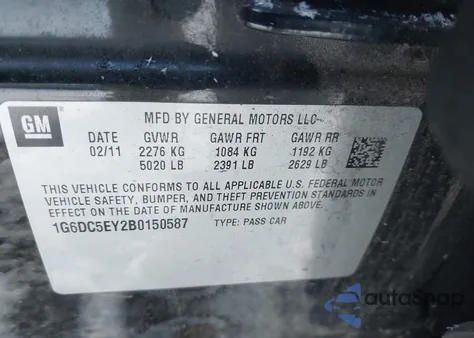 GM
MFD BY GENERAL MOTORS LLC
DATE GVWR GAWR FRT GAWR RR
02/11 2276 KG 1084 KG 1192 KG
5020 LB 2391 LB 2629 LB
THIS VEHICLE CONFORMS TO ALL APPLICABLE U.S. FEDERAL MOTOR
VEHICLE SAFETY, BUMPER, AND THEFT PREVENTION STANDARDS IN
EFFECT ON THE DATE OF MANUFACTURE SHOWN ABOVE.
1G6DC5EY2B0150587 TYPE: PASS CAR
autoSnap